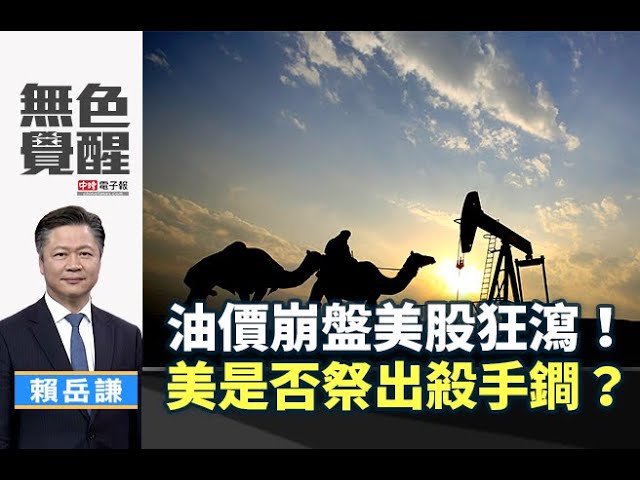 無色
覺醒
中時 電子報
賴岳謙
油價崩盤美股狂瀉！
美是否祭出殺手鐧？